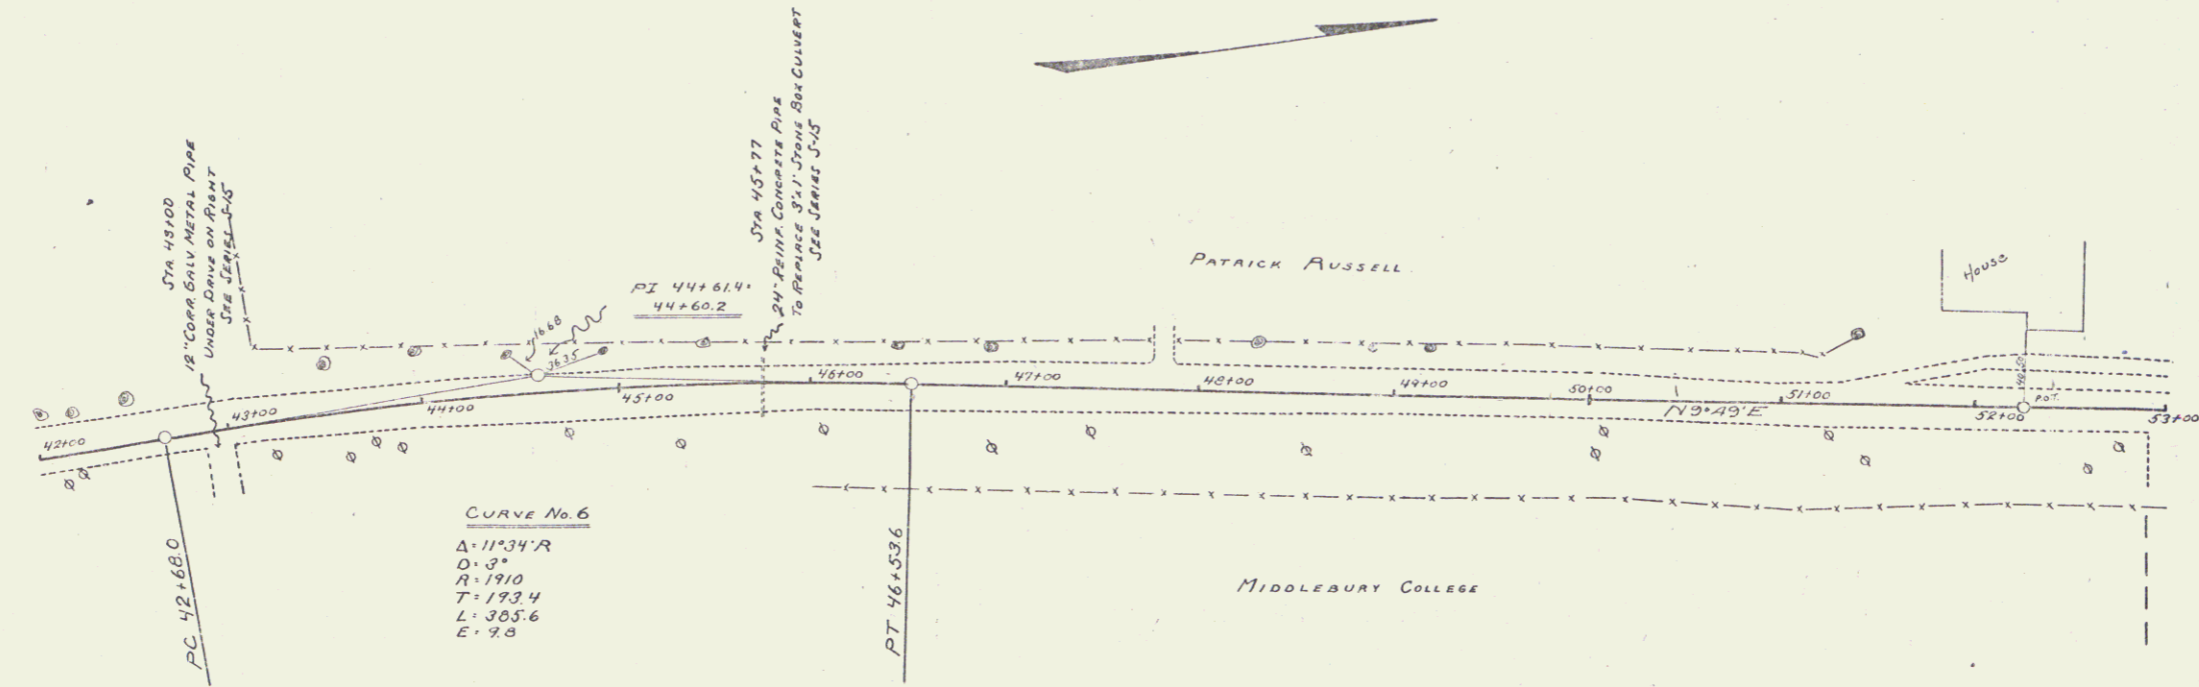 STA 43+00
12" CORR. GALV. METAL PIPE
UNDER DRIVE ON RIGHT
SEE SERIES S-15
STA 45+77
24" REINF. CONCRETE PIPE
TO REPLACE 3'x1' STONE BOX CULVERT
SEE SERIES S-15
PI 44+61.4
44+60.2
16.68
36.35
PATRICK RUSSELL
HOUSE
42+00
43+00
44+00
45+00
46+00
47+00
48+00
49+00
50+00
51+00
52+00
53+00
N9°49'E
P.O.T.
PC 42+68.0
PT 46+53.6
CURVE No. 6
Δ = 11°34' R
D = 3°
R = 1910
T = 193.4
L = 385.6
E = 9.8
MIDDLEBURY COLLEGE